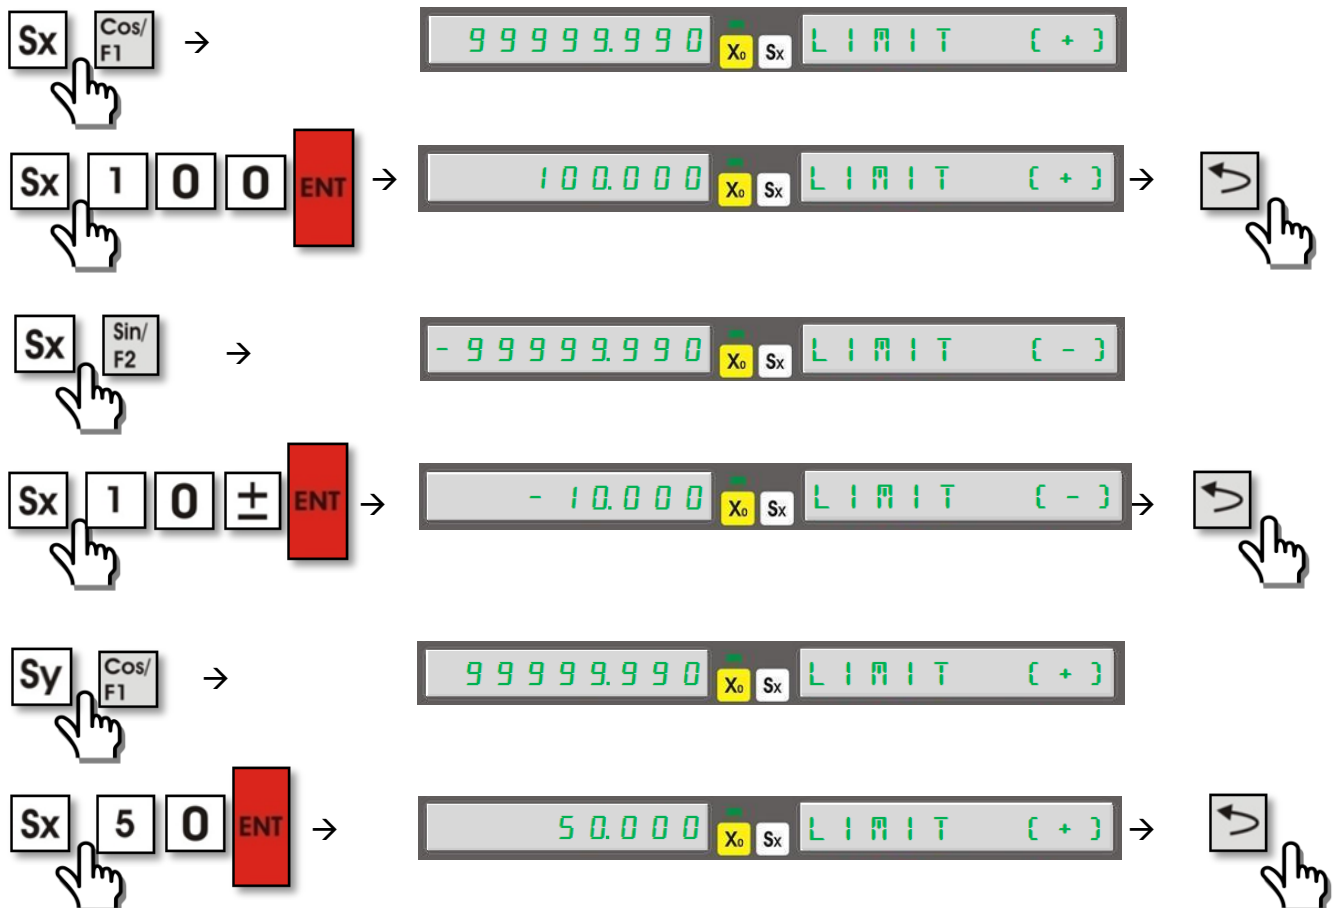 Sx Cos/ F1 → 99999.990 X₀ Sx LIMIT (+)
Sx 1 0 0 ENT → 100.000 X₀ Sx LIMIT (+) →
Sx Sin/ F2 → -99999.990 X₀ Sx LIMIT (-)
Sx 1 0 ± ENT → -10.000 X₀ Sx LIMIT (-) →
Sy Cos/ F1 → 99999.990 X₀ Sx LIMIT (+)
Sx 5 0 ENT → 50.000 X₀ Sx LIMIT (+) →